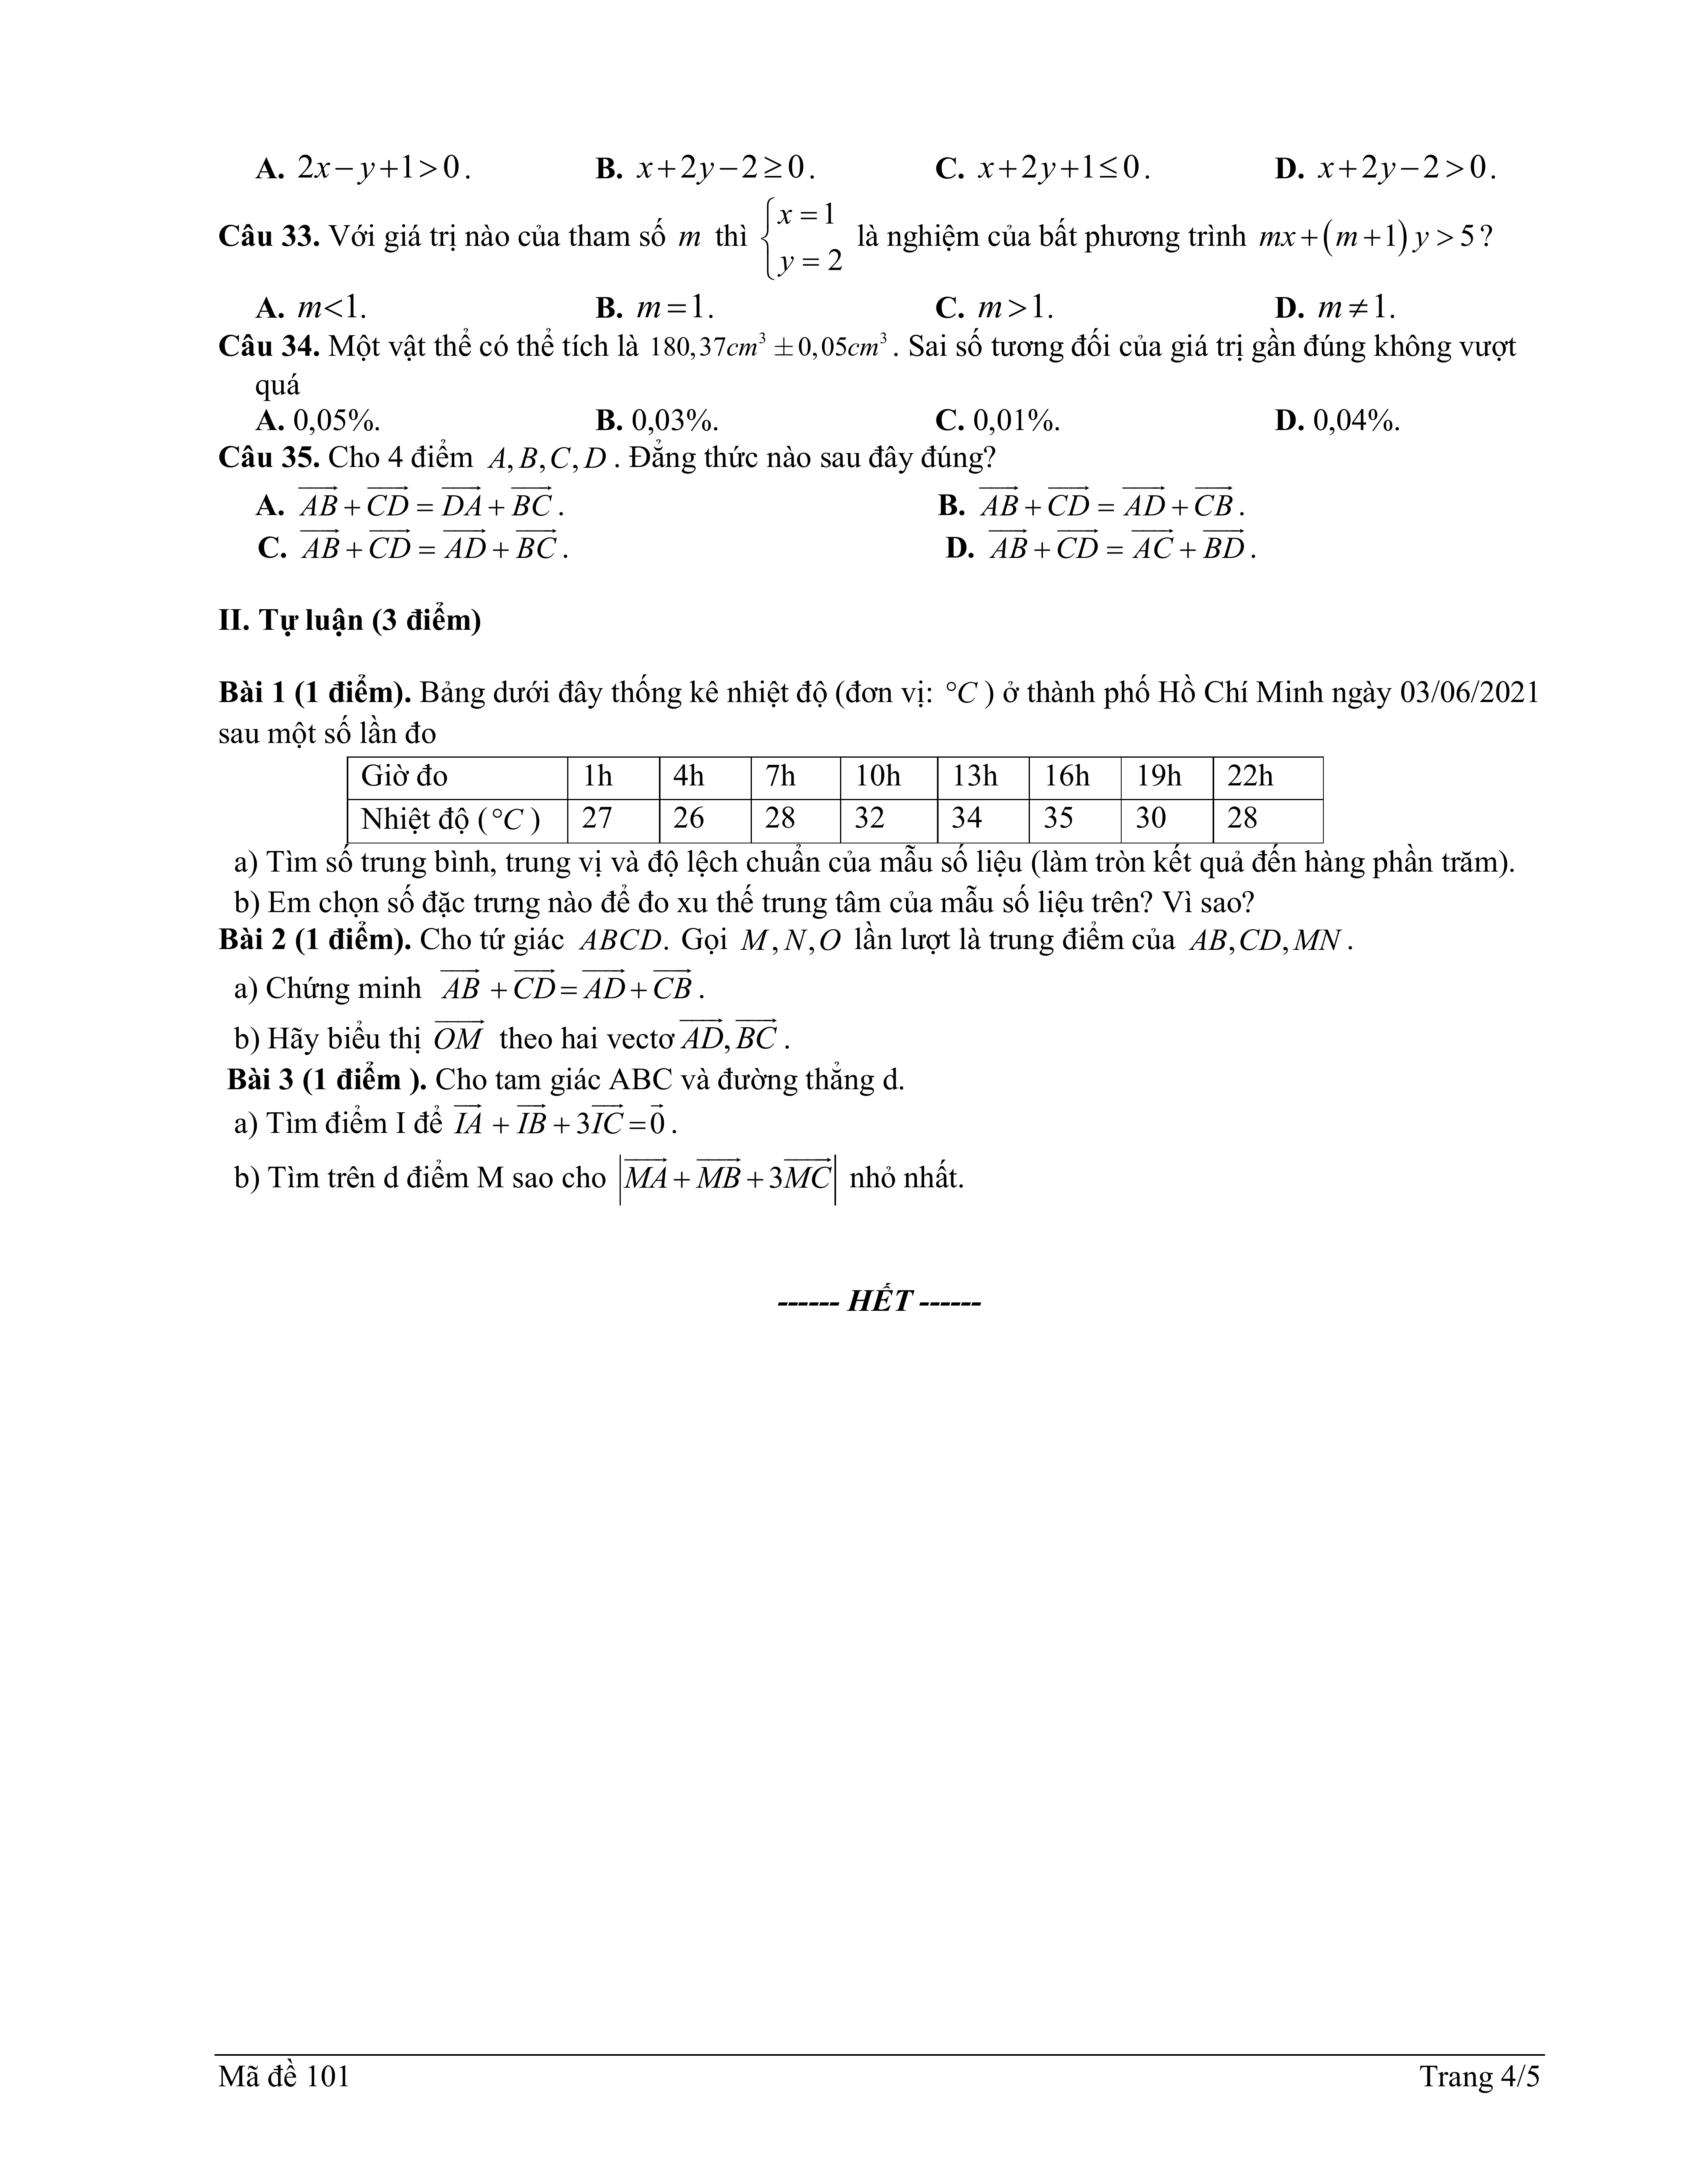 A. 2x − y + 1 > 0. B. x + 2y − 2 ≥ 0. C. x + 2y + 1 ≤ 0. D. x + 2y − 2 > 0.
Câu 33. Với giá trị nào của tham số m thì {x = 1, y = 2 là nghiệm của bất phương trình mx + (m + 1)y > 5?
A. m < 1. B. m = 1. C. m > 1. D. m ≠ 1.
Câu 34. Một vật thể có thể tích là 180,37cm³ ± 0,05cm³. Sai số tương đối của giá trị gần đúng không vượt
quá
A. 0,05%. B. 0,03%. C. 0,01%. D. 0,04%.
Câu 35. Cho 4 điểm A, B, C, D. Đẳng thức nào sau đây đúng?
A. $\overrightarrow{AB} + \overrightarrow{CD} = \overrightarrow{DA} + \overrightarrow{BC}$. B. $\overrightarrow{AB} + \overrightarrow{CD} = \overrightarrow{AD} + \overrightarrow{CB}$.
C. $\overrightarrow{AB} + \overrightarrow{CD} = \overrightarrow{AD} + \overrightarrow{BC}$. D. $\overrightarrow{AB} + \overrightarrow{CD} = \overrightarrow{AC} + \overrightarrow{BD}$.
II. Tự luận (3 điểm)
Bài 1 (1 điểm). Bảng dưới đây thống kê nhiệt độ (đơn vị: °C) ở thành phố Hồ Chí Minh ngày 03/06/2021
sau một số lần đo
Giờ đo 1h 4h 7h 10h 13h 16h 19h 22h
Nhiệt độ (°C) 27 26 28 32 34 35 30 28
a) Tìm số trung bình, trung vị và độ lệch chuẩn của mẫu số liệu (làm tròn kết quả đến hàng phần trăm).
b) Em chọn số đặc trưng nào để đo xu thế trung tâm của mẫu số liệu trên? Vì sao?
Bài 2 (1 điểm). Cho tứ giác ABCD. Gọi M, N, O lần lượt là trung điểm của AB, CD, MN.
a) Chứng minh $\overrightarrow{AB} + \overrightarrow{CD} = \overrightarrow{AD} + \overrightarrow{CB}$.
b) Hãy biểu thị $\overrightarrow{OM}$ theo hai vectơ $\overrightarrow{AD}, \overrightarrow{BC}$.
Bài 3 (1 điểm ). Cho tam giác ABC và đường thẳng d.
a) Tìm điểm I để $\overrightarrow{IA} + \overrightarrow{IB} + 3\overrightarrow{IC} = \vec{0}$.
b) Tìm trên d điểm M sao cho $|\overrightarrow{MA} + \overrightarrow{MB} + 3\overrightarrow{MC}|$ nhỏ nhất.
------ HẾT ------
Mã đề 101 Trang 4/5